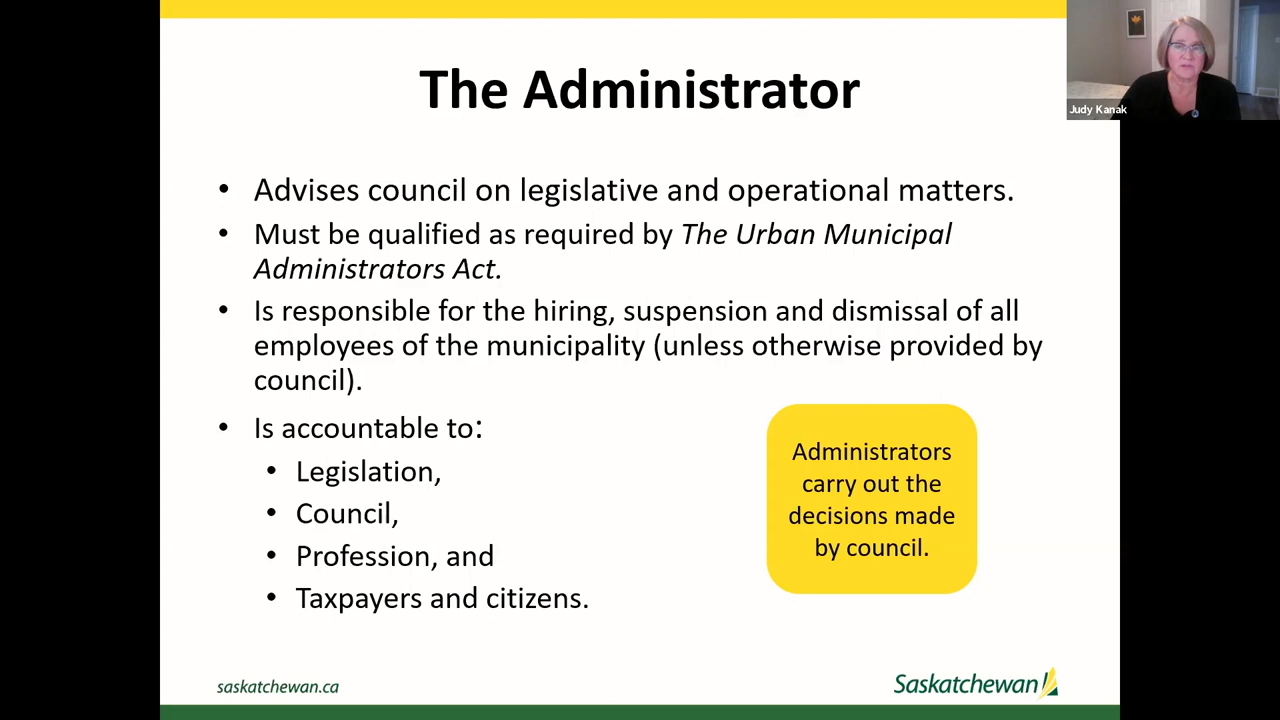 The Administrator
Judy Kanak
• Advises council on legislative and operational matters.
• Must be qualified as required by The Urban Municipal
Administrators Act.
• Is responsible for the hiring, suspension and dismissal of all
employees of the municipality (unless otherwise provided by
council).
• Is accountable to:
• Legislation,
• Council,
• Profession, and
• Taxpayers and citizens.
Administrators
carry out the
decisions made
by council.
saskatchewan.ca
Saskatchewan